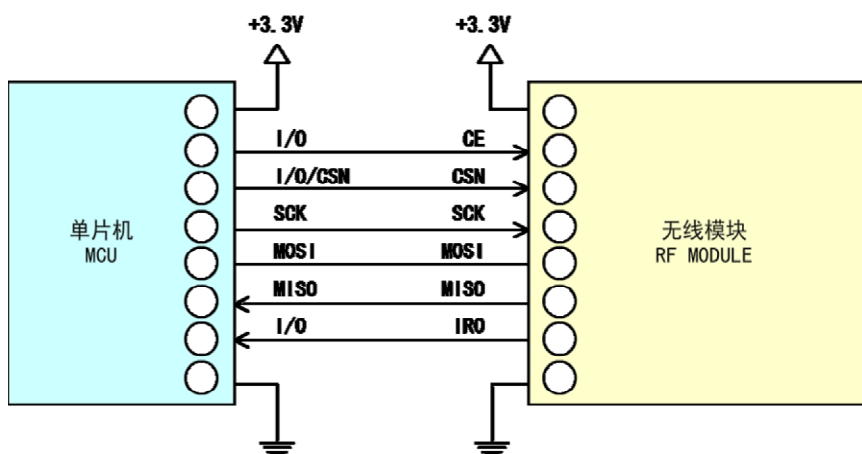 +3.3V +3.3V
I/O CE
I/O/CSN CSN
SCK SCK
单片机 无线模块
MCU RF MODULE
MOSI MOSI
MISO MISO
I/O IRO